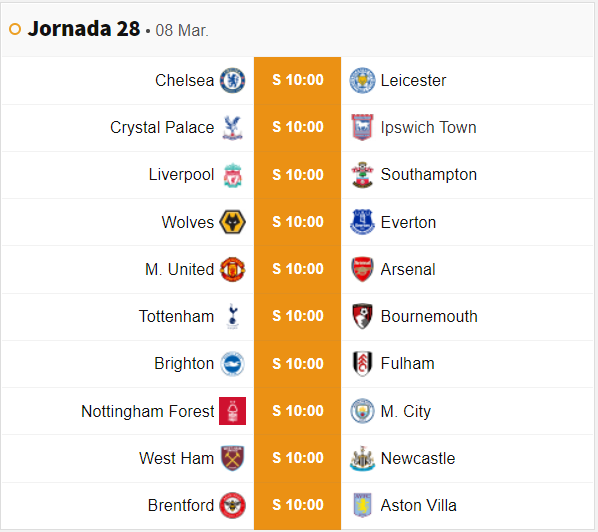 Jornada 28 • 08 Mar.
Chelsea S 10:00 Leicester
Crystal Palace S 10:00 Ipswich Town
Liverpool S 10:00 Southampton
Wolves S 10:00 Everton
M. United S 10:00 Arsenal
Tottenham S 10:00 Bournemouth
Brighton S 10:00 Fulham
Nottingham Forest S 10:00 M. City
West Ham S 10:00 Newcastle
Brentford S 10:00 Aston Villa